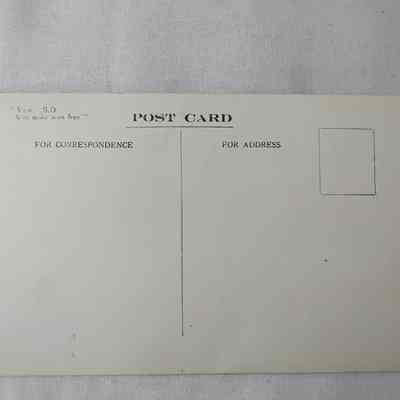 POST CARD
FOR CORRESPONDENCE
FOR ADDRESS